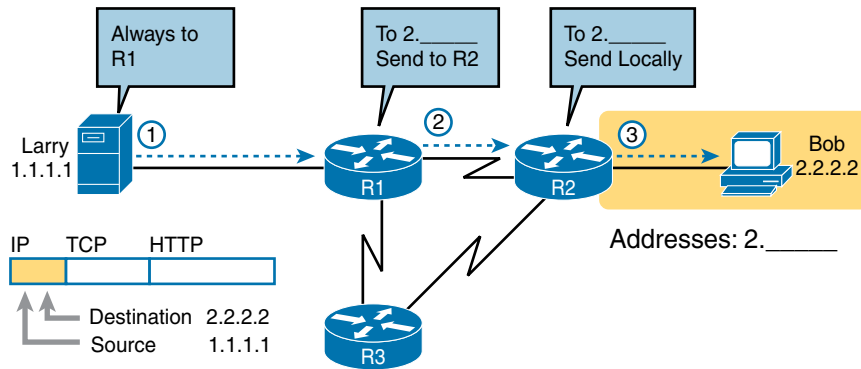 Always to
R1
To 2._____
Send to R2
To 2._____
Send Locally
1
2
3
Larry
1.1.1.1
R1
R2
Bob
2.2.2.2
Addresses: 2._____
IP TCP HTTP
Destination 2.2.2.2
Source 1.1.1.1
R3